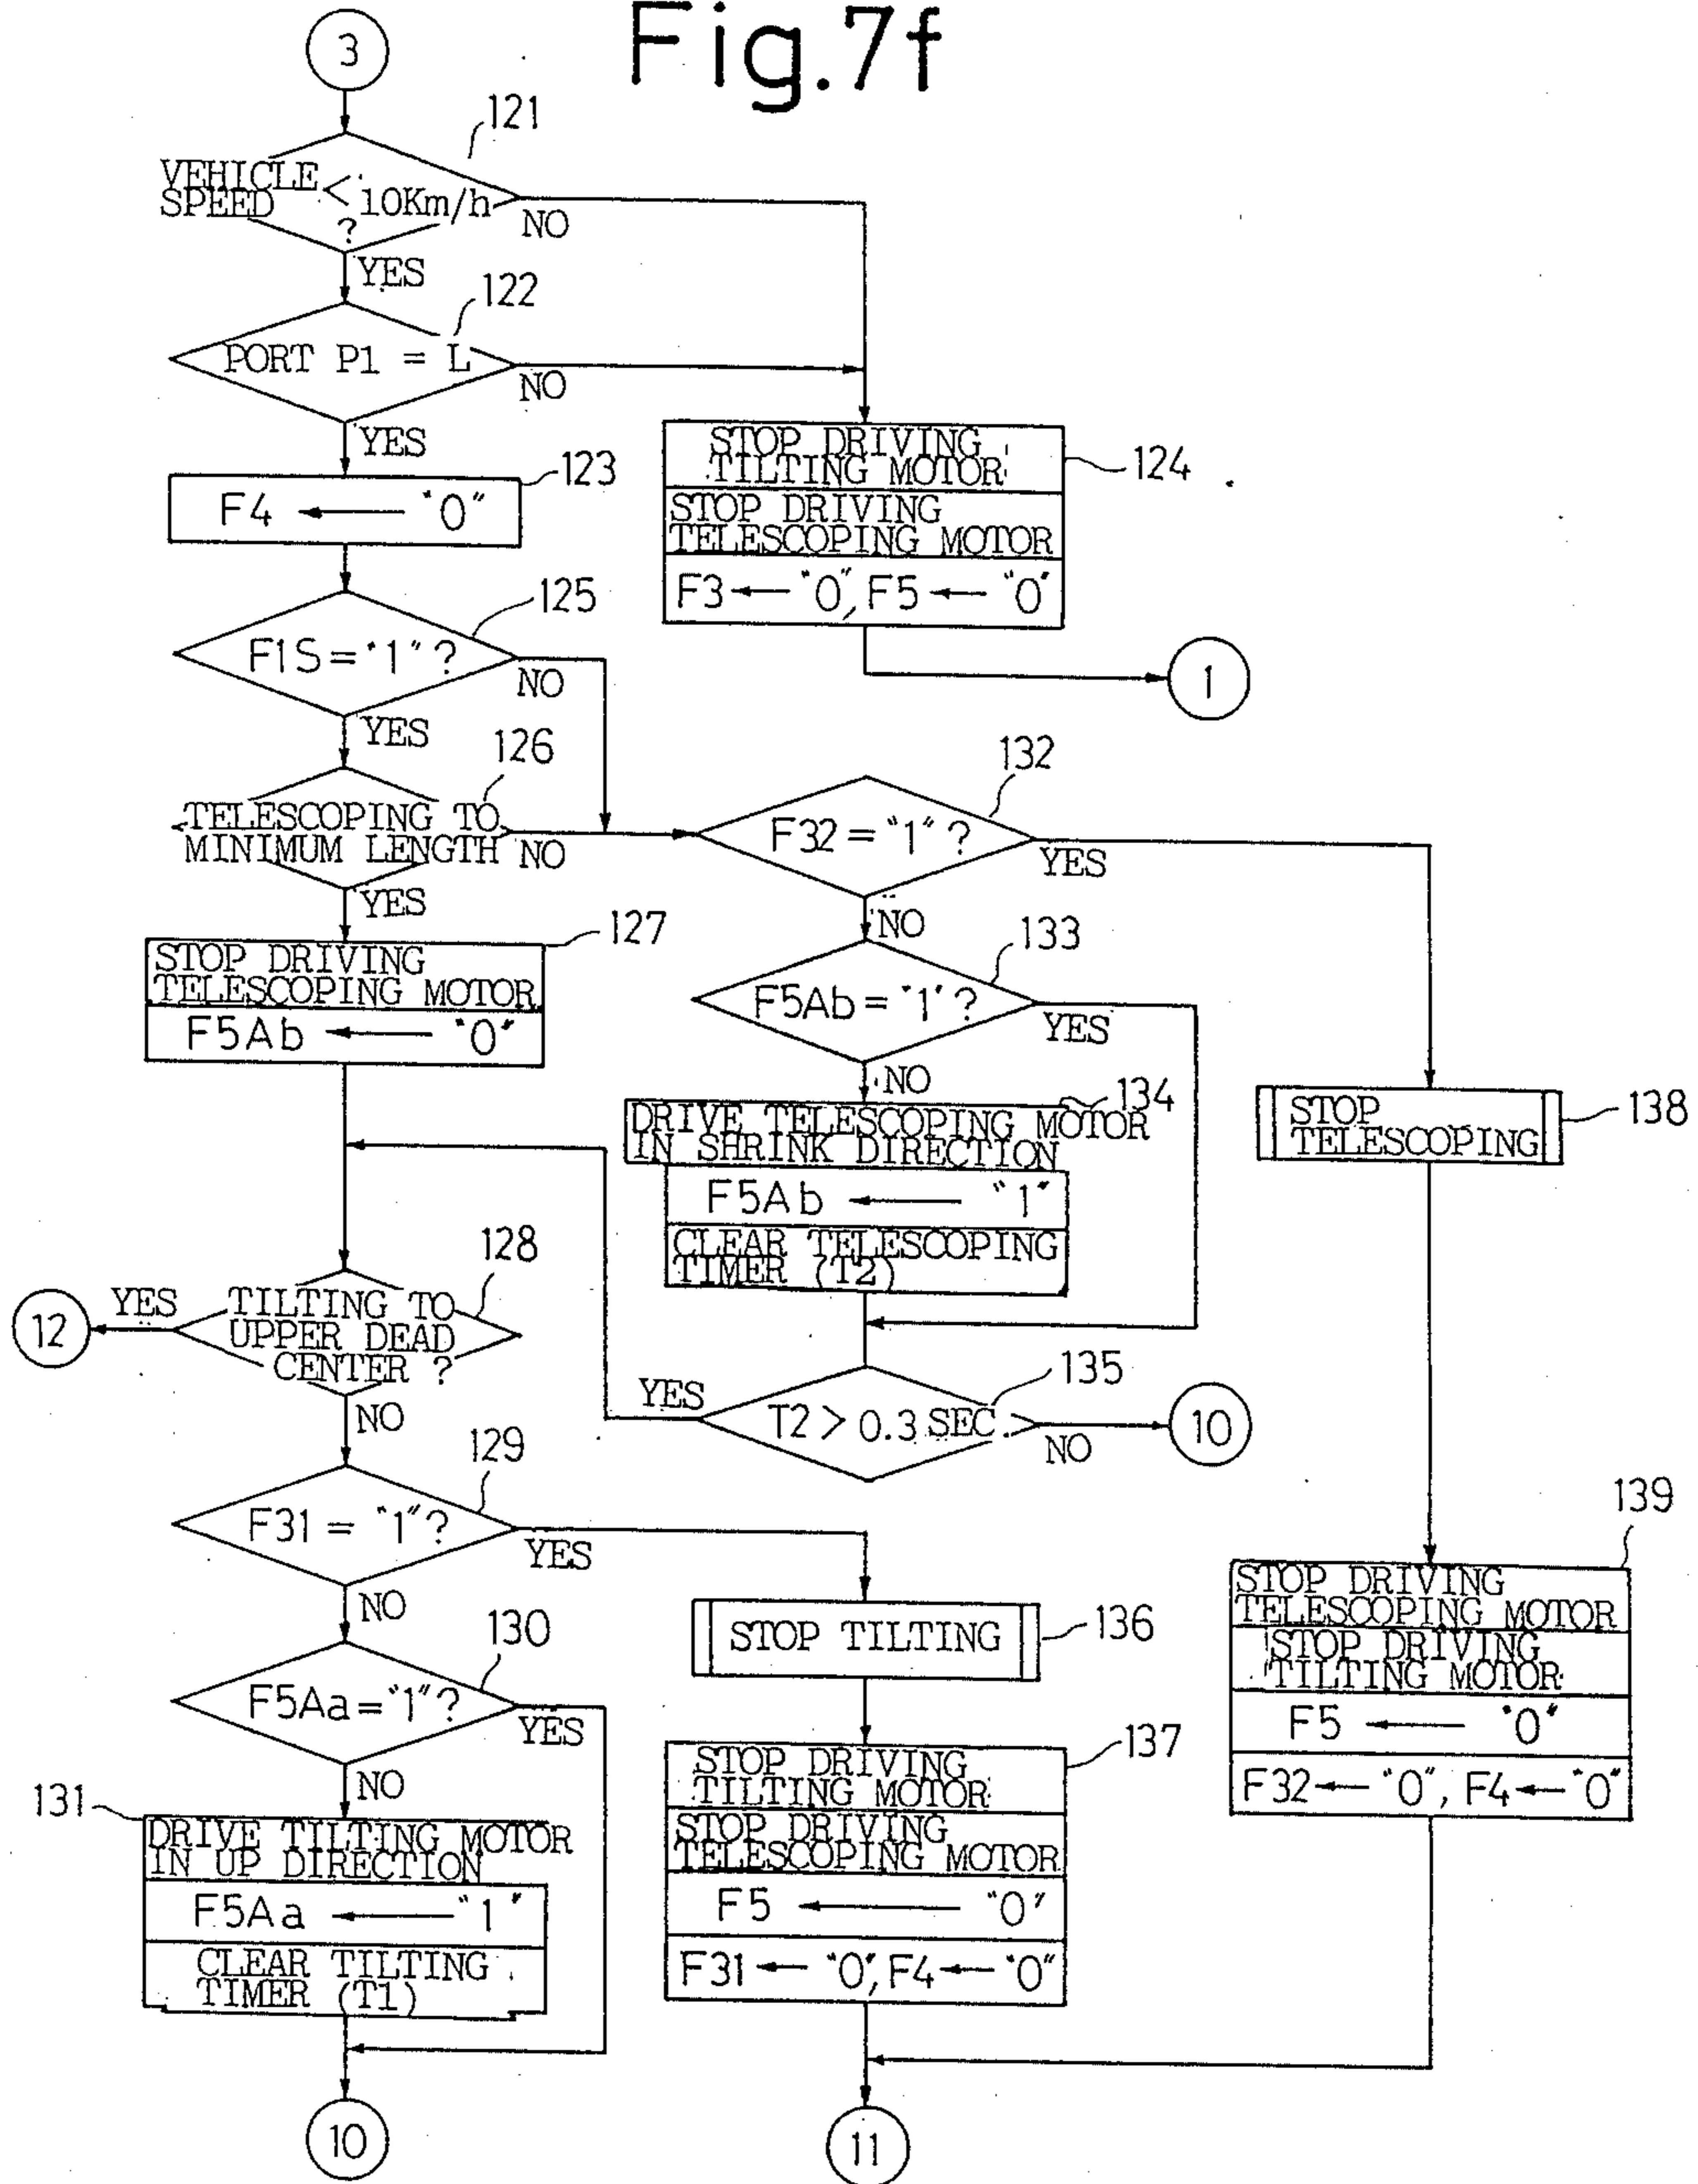 Fig.7f
3
121
VEHICLE
SPEED < 10Km/h
?
NO
YES
122
PORT P1 = L
NO
YES
123
F4 ← "0"
STOP DRIVING
TILTING MOTOR
STOP DRIVING
TELESCOPING MOTOR
F3 ← "0", F5 ← "0"
124
1
125
F1S = "1" ?
NO
YES
126
TELESCOPING TO
MINIMUM LENGTH
NO
YES
132
F32 = "1" ?
YES
NO
127
STOP DRIVING
TELESCOPING MOTOR
F5Ab ← "0"
133
F5Ab = "1" ?
YES
NO
134
DRIVE TELESCOPING MOTOR
IN SHRINK DIRECTION
F5Ab ← "1"
CLEAR TELESCOPING
TIMER (T2)
STOP
TELESCOPING
138
128
TILTING TO
UPPER DEAD
CENTER ?
YES
12
NO
135
T2 > 0.3 SEC.
YES
NO
10
129
F31 = "1" ?
YES
NO
STOP TILTING
136
139
STOP DRIVING
TELESCOPING MOTOR
STOP DRIVING
TILTING MOTOR
F5 ← "0"
F32 ← "0", F4 ← "0"
130
F5Aa = "1" ?
YES
NO
137
STOP DRIVING
TILTING MOTOR
STOP DRIVING
TELESCOPING MOTOR
F5 ← "0"
F31 ← "0", F4 ← "0"
131
DRIVE TILTING MOTOR
IN UP DIRECTION
F5Aa ← "1"
CLEAR TILTING
TIMER (T1)
10
11